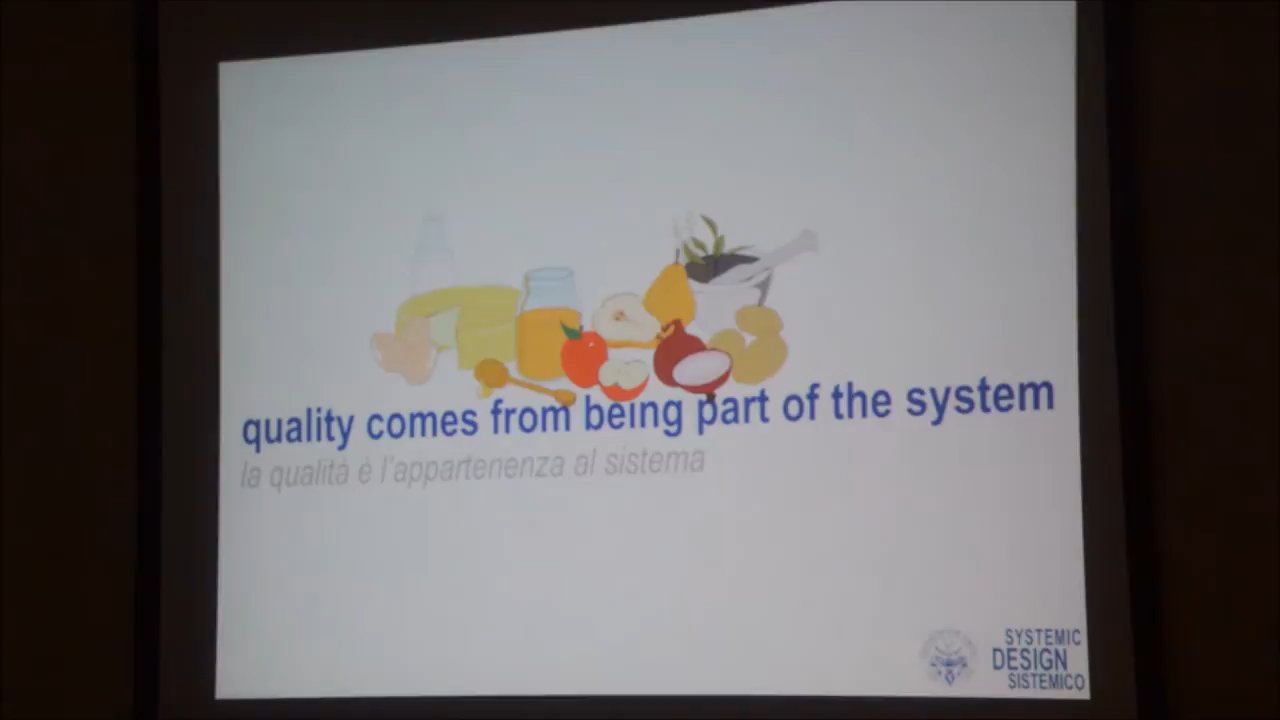 quality comes from being part of the system
la qualità è l'appartenenza al sistema
SYSTEMIC
DESIGN
SISTEMICO